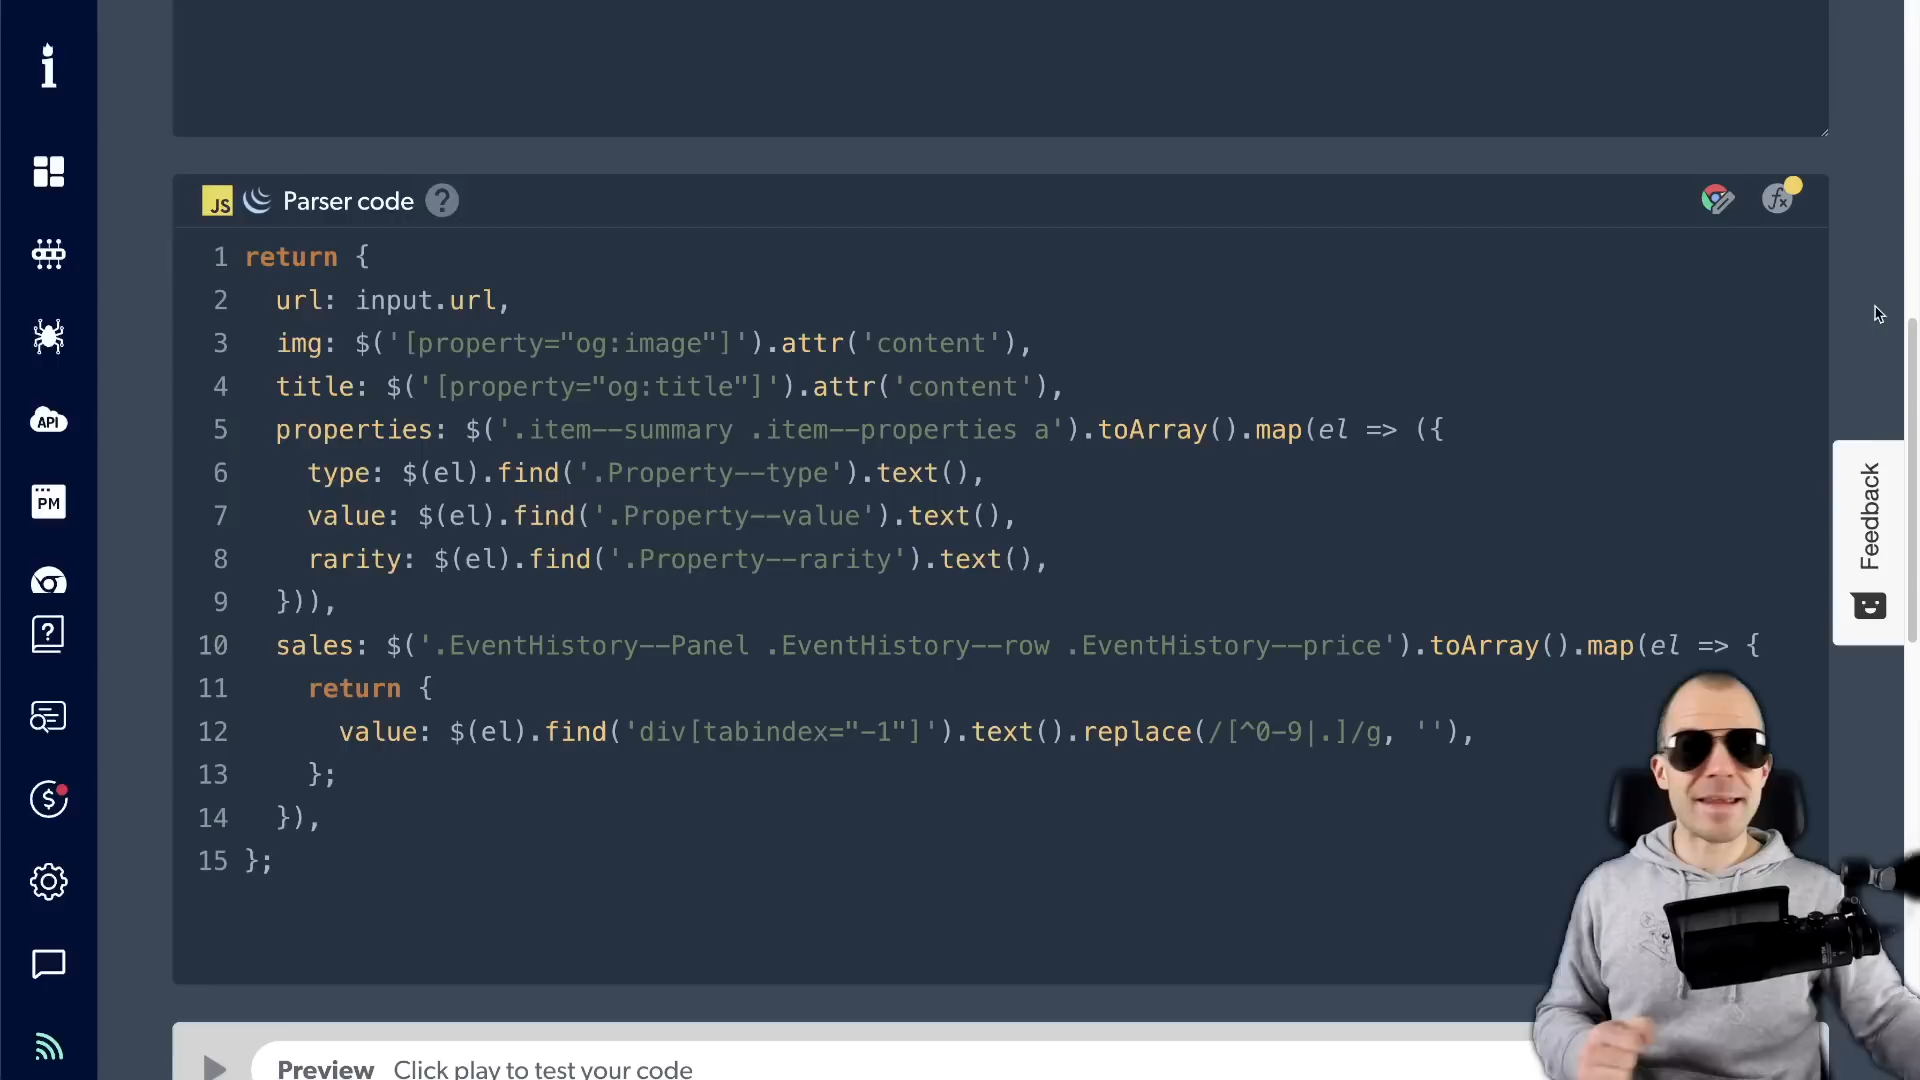 i
JS
Parser code
?
fx
1 return {
2 url: input.url,
3 img: $('[property="og:image"]').attr('content'),
4 title: $('[property="og:title"]').attr('content'),
5 properties: $('.item--summary .item--properties a').toArray().map(el => ({
6 type: $(el).find('.Property--type').text(),
7 value: $(el).find('.Property--value').text(),
8 rarity: $(el).find('.Property--rarity').text(),
9 })),
10 sales: $('.EventHistory--Panel .EventHistory--row .EventHistory--price').toArray().map(el => {
11 return {
12 value: $(el).find('div[tabindex="-1"]').text().replace(/[^0-9|.]/g, ''),
13 };
14 }),
15 };
API
PM
?
$
Feedback
Preview Click play to test your code